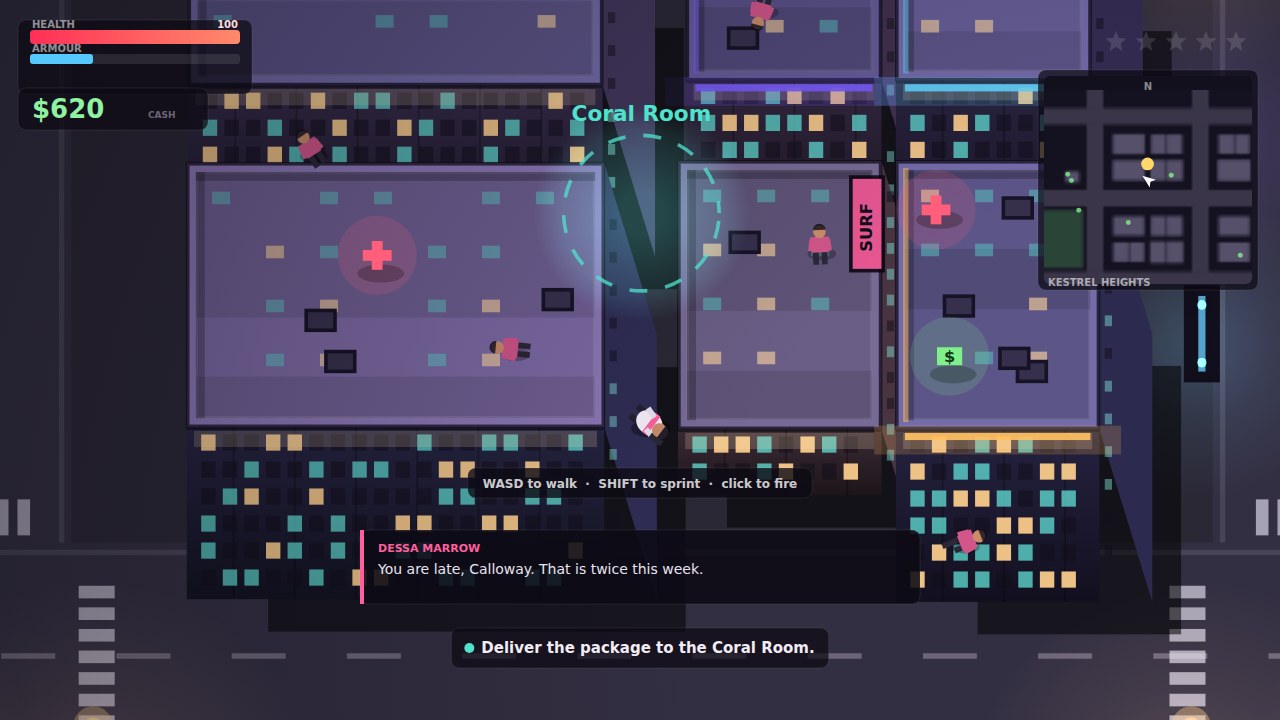 HEALTH 100
ARMOUR
$620 CASH
Coral Room
N
KESTREL HEIGHTS
SURF
$
WASD to walk · SHIFT to sprint · click to fire
DESSA MARROW
You are late, Calloway. That is twice this week.
Deliver the package to the Coral Room.